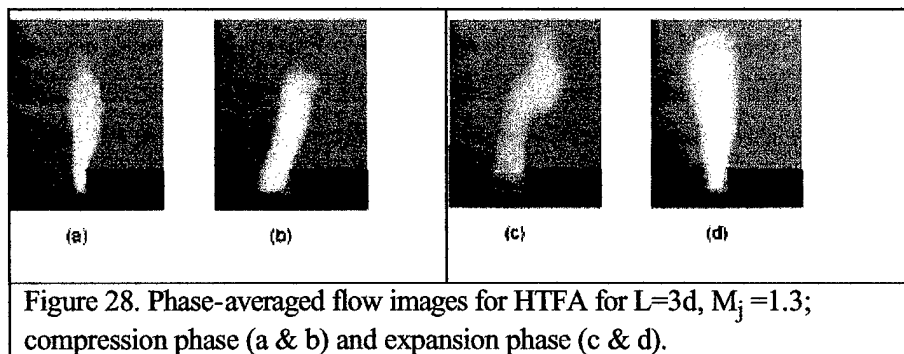 (a) (b) (c) (d)
Figure 28. Phase-averaged flow images for HTFA for L=3d, Mj =1.3;
compression phase (a & b) and expansion phase (c & d).